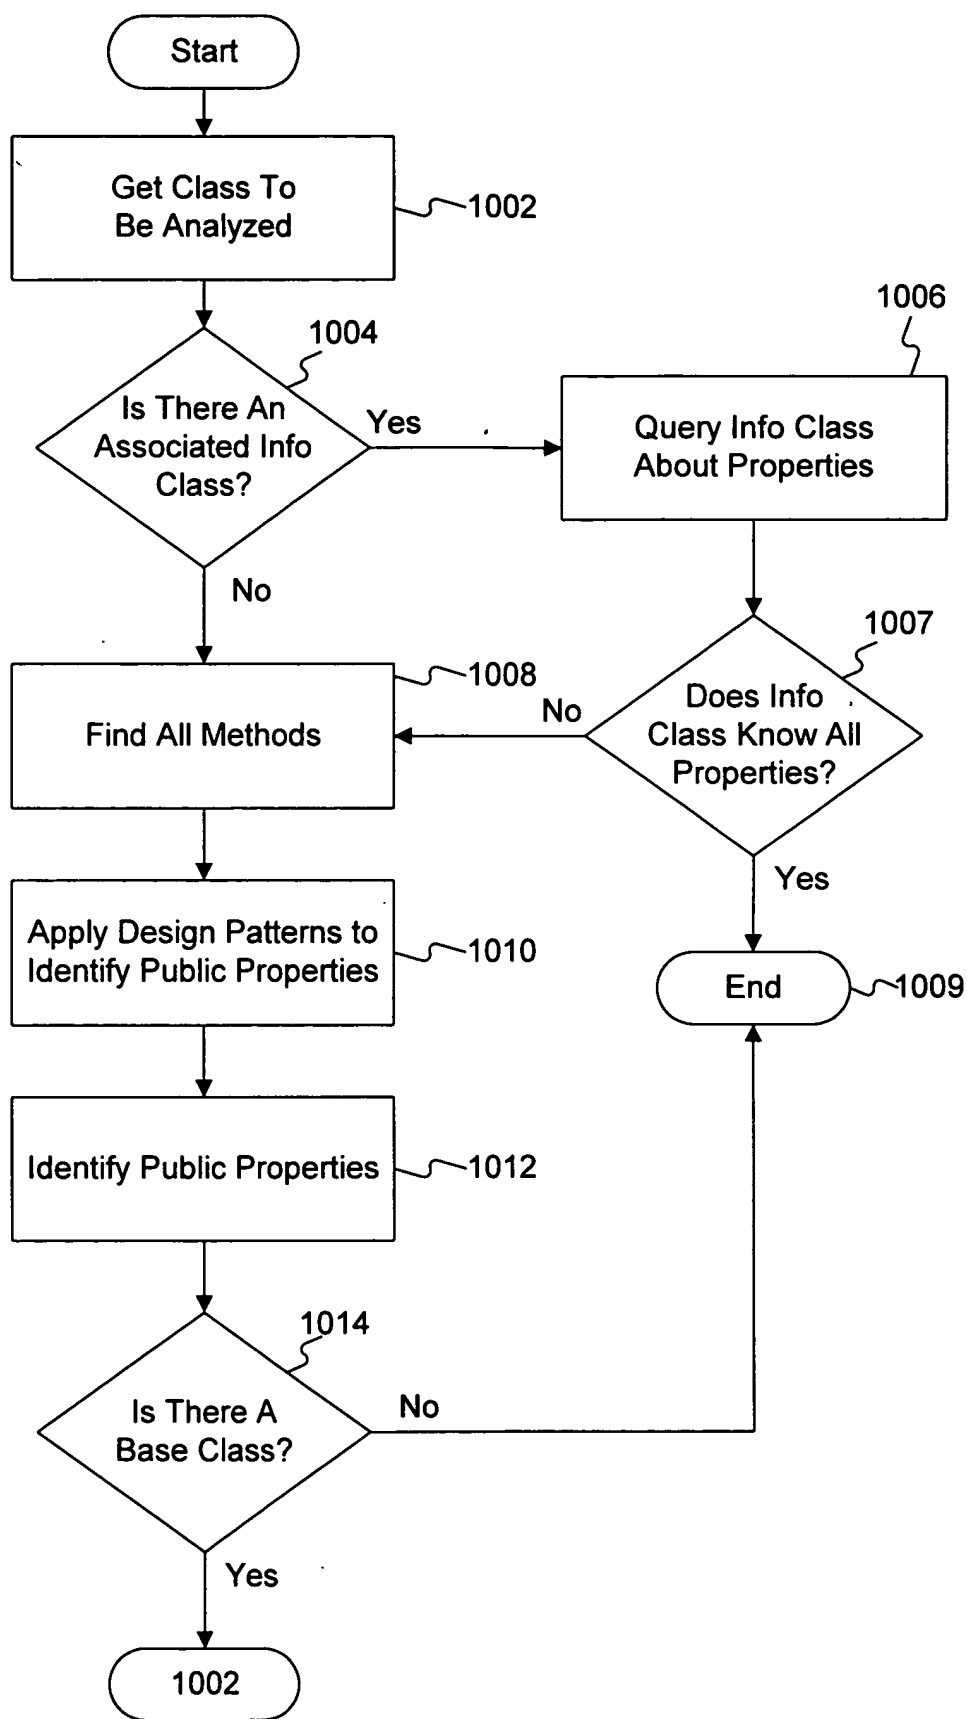 Start
Get Class To
Be Analyzed
1002
1004
Is There An
Associated Info
Class?
Yes
No
1006
Query Info Class
About Properties
1007
Does Info
Class Know All
Properties?
No
Yes
1008
Find All Methods
Apply Design Patterns to
Identify Public Properties
1010
End
1009
Identify Public Properties
1012
1014
Is There A
Base Class?
No
Yes
1002